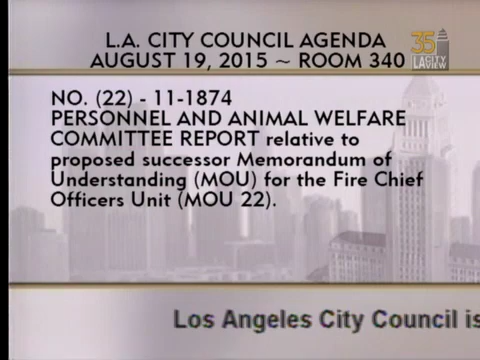 L.A. CITY COUNCIL AGENDA
AUGUST 19, 2015 ~ ROOM 340
35
LA CITY
VIEW
NO. (22) - 11-1874
PERSONNEL AND ANIMAL WELFARE
COMMITTEE REPORT relative to
proposed successor Memorandum of
Understanding (MOU) for the Fire Chief
Officers Unit (MOU 22).
Los Angeles City Council is